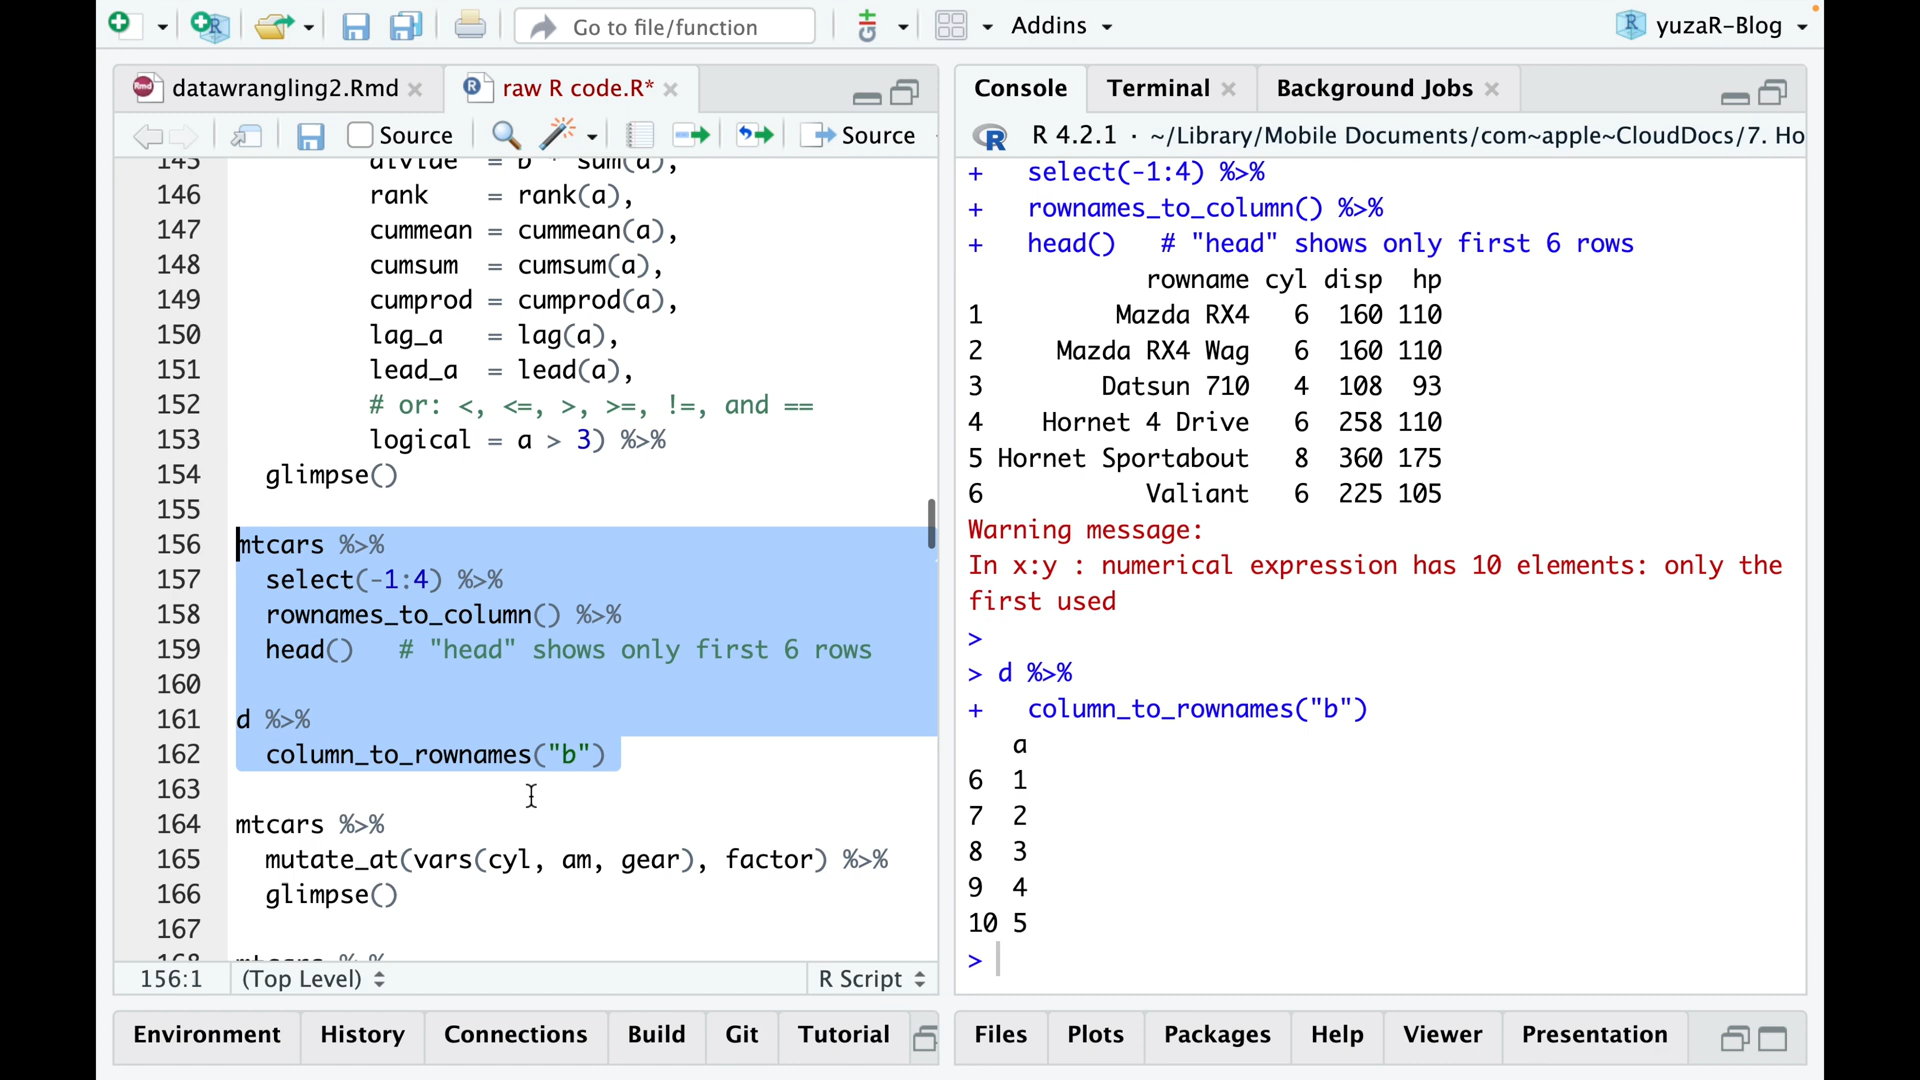 Go to file/function
Git
Addins
yuzaR-Blog
datawrangling2.Rmd
raw R code.R*
Source
Source
145 divide = b * sum(a),
146 rank = rank(a),
147 cummean = cummean(a),
148 cumsum = cumsum(a),
149 cumprod = cumprod(a),
150 lag_a = lag(a),
151 lead_a = lead(a),
152 # or: <, <=, >, >=, !=, and ==
153 logical = a > 3) %>%
154 glimpse()
155
156 mtcars %>%
157 select(-1:4) %>%
158 rownames_to_column() %>%
159 head() # "head" shows only first 6 rows
160
161 d %>%
162 column_to_rownames("b")
163
164 mtcars %>%
165 mutate_at(vars(cyl, am, gear), factor) %>%
166 glimpse()
167
168 mtcars %>%
156:1 (Top Level) R Script
Environment History Connections Build Git Tutorial
Console Terminal Background Jobs
R 4.2.1 · ~/Library/Mobile Documents/com~apple~CloudDocs/7. Ho
+ select(-1:4) %>%
+ rownames_to_column() %>%
+ head() # "head" shows only first 6 rows
rowname cyl disp hp
1 Mazda RX4 6 160 110
2 Mazda RX4 Wag 6 160 110
3 Datsun 710 4 108 93
4 Hornet 4 Drive 6 258 110
5 Hornet Sportabout 8 360 175
6 Valiant 6 225 105
Warning message:
In x:y : numerical expression has 10 elements: only the
first used
>
> d %>%
+ column_to_rownames("b")
a
6 1
7 2
8 3
9 4
10 5
>
Files Plots Packages Help Viewer Presentation